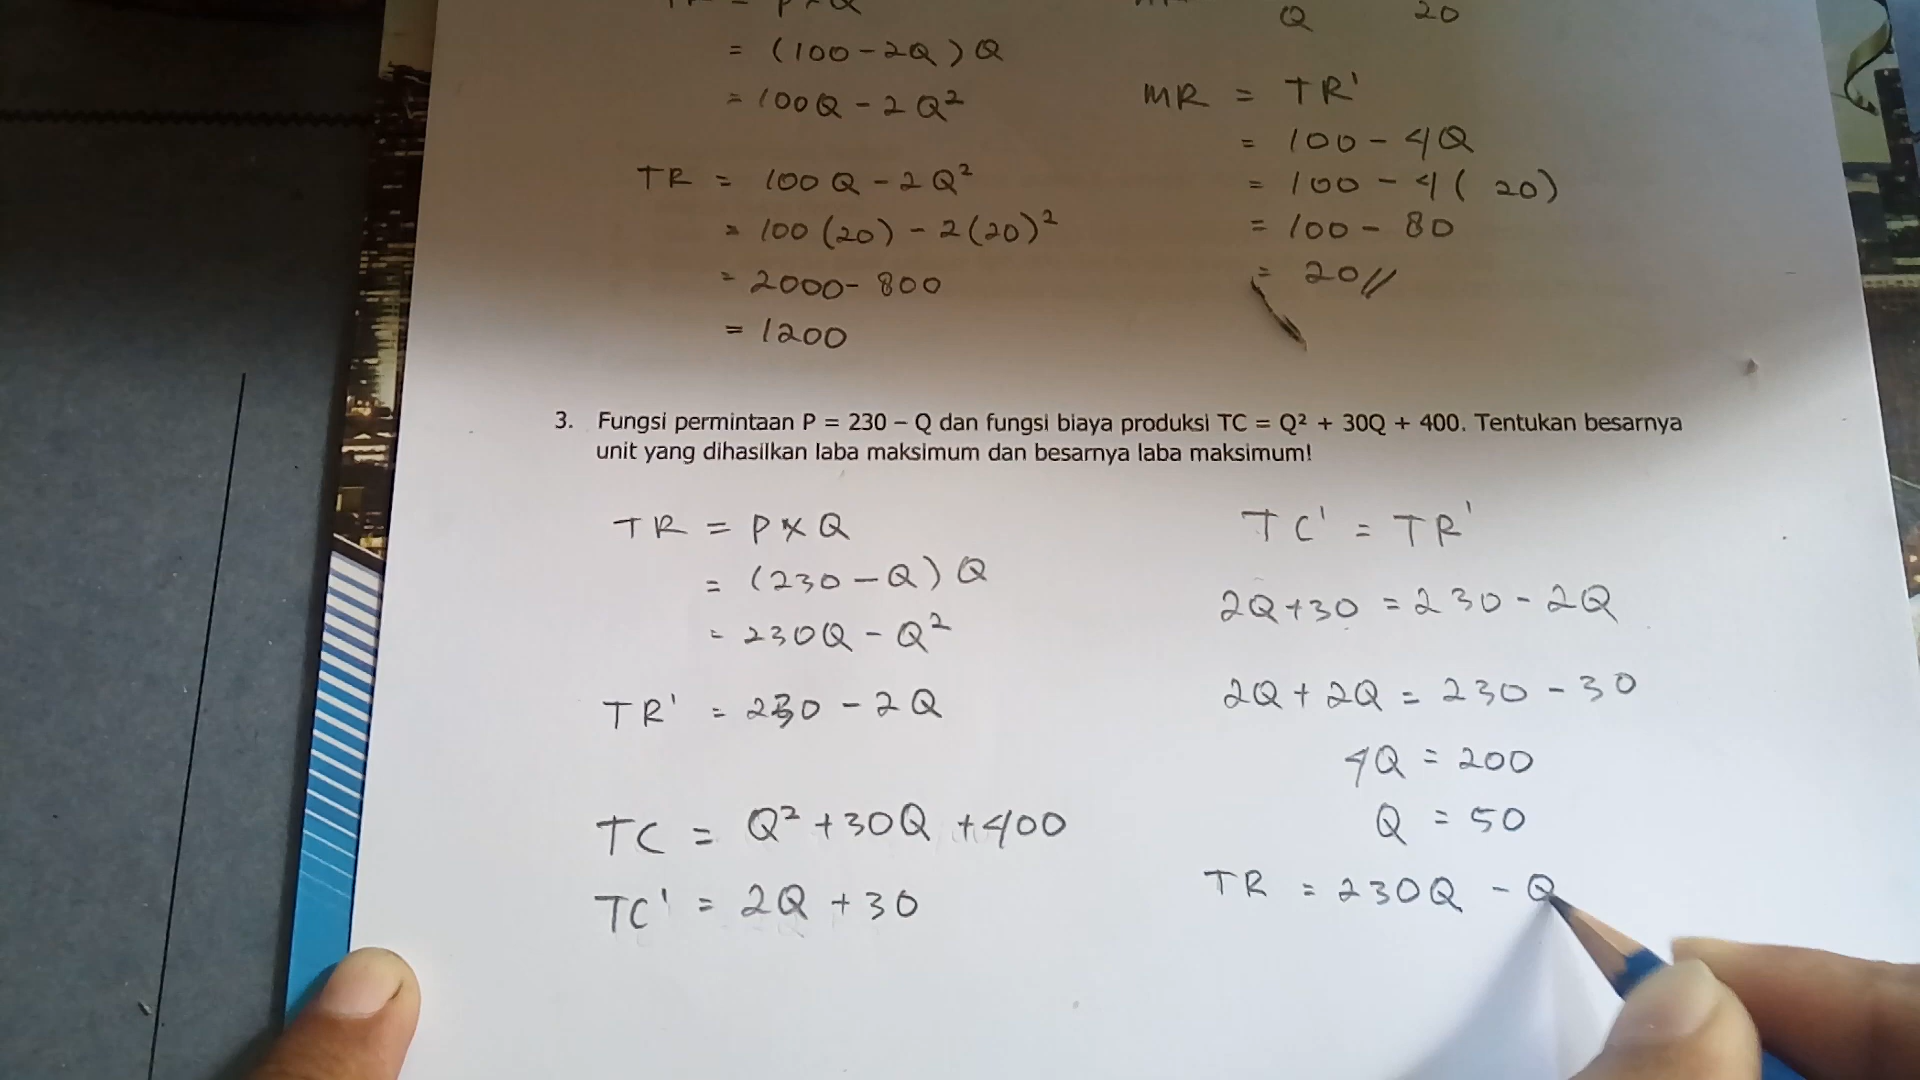 = (100 - 2Q) Q
= 100Q - 2Q²
TR = 100Q - 2Q²
= 100(20) - 2(20)²
= 2000 - 800
= 1200
Q 20
MR = TR'
= 100 - 4Q
= 100 - 4( 20)
= 100 - 80
= 20//
3. Fungsi permintaan P = 230 – Q dan fungsi biaya produksi TC = Q² + 30Q + 400. Tentukan besarnya
unit yang dihasilkan laba maksimum dan besarnya laba maksimum!
TR = P x Q
= (230 - Q) Q
= 230Q - Q²
TR' = 230 - 2Q
TC = Q² + 30Q + 400
TC' = 2Q + 30
TC' = TR'
2Q + 30 = 230 - 2Q
2Q + 2Q = 230 - 30
4Q = 200
Q = 50
TR = 230Q - Q